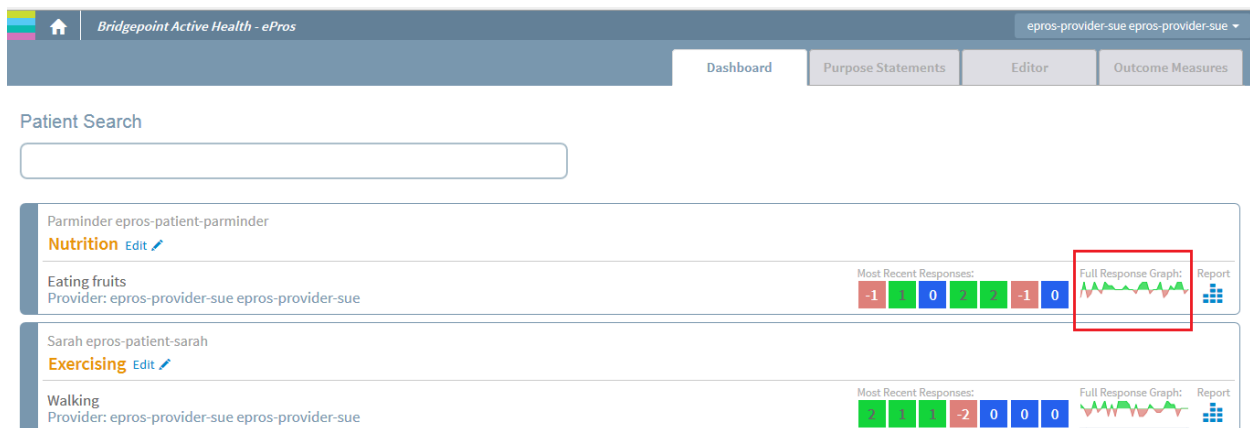 Bridgepoint Active Health - ePros
epros-provider-sue epros-provider-sue
Dashboard
Purpose Statements
Editor
Outcome Measures
Patient Search
Parminder epros-patient-parminder
Nutrition Edit
Eating fruits
Provider: epros-provider-sue epros-provider-sue
Most Recent Responses:
-1 1 0 2 2 -1 0
Full Response Graph:
Report
Sarah epros-patient-sarah
Exercising Edit
Walking
Provider: epros-provider-sue epros-provider-sue
Most Recent Responses:
2 1 1 -2 0 0 0
Full Response Graph:
Report